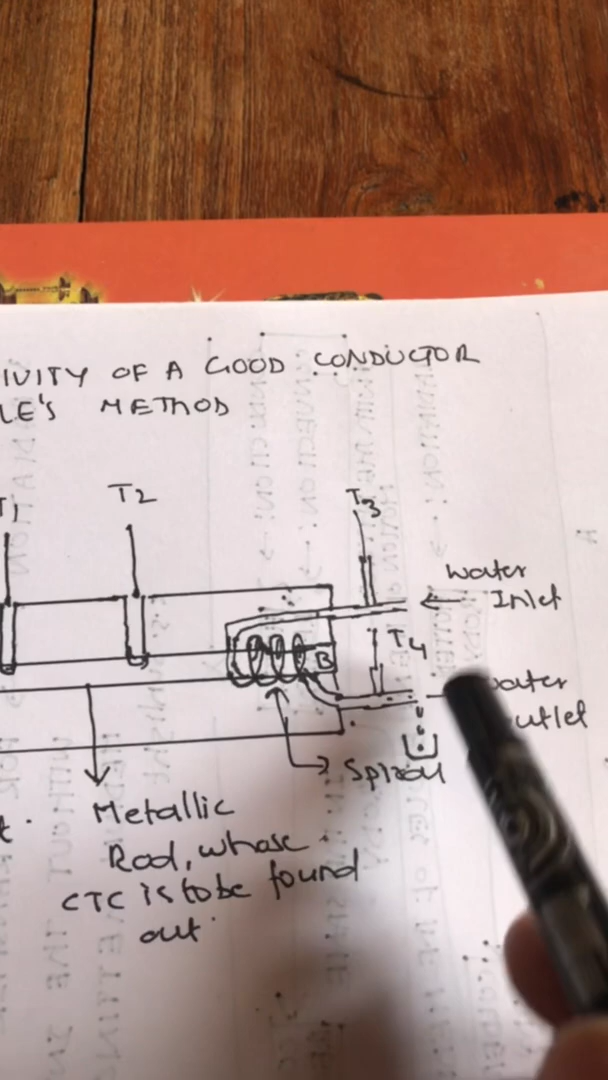 IVITY OF A GOOD CONDUCTOR
LE'S METHOD
T1
T2
T3
Water
Inlet
T4
B
water
utlet
Spiral
t.
Metallic
Rod, whose
CTC is to be found
out.